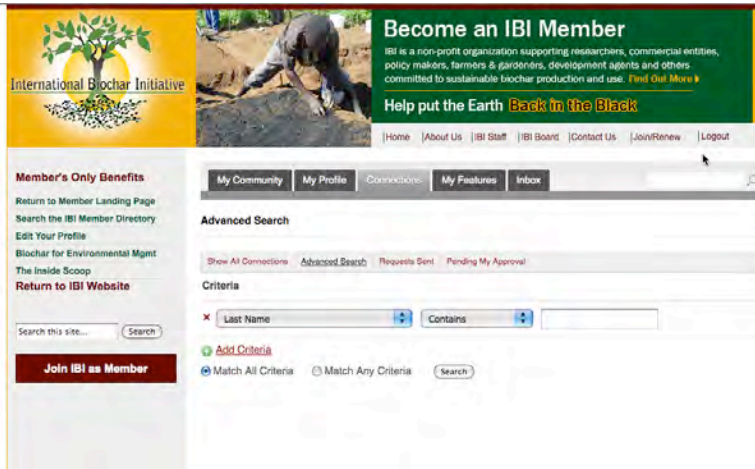 International Biochar Initiative
Become an IBI Member
IBI is a non-profit organization supporting researchers, commercial entities,
policy makers, farmers & gardeners, development agents and others
committed to sustainable biochar production and use. Find Out More
Help put the Earth Back in the Black
|Home |About Us |IBI Staff |IBI Board |Contact Us |Join/Renew |Logout
Member's Only Benefits
Return to Member Landing Page
Search the IBI Member Directory
Edit Your Profile
Biochar for Environmental Mgmt
The Inside Scoop
Return to IBI Website
Search this site... Search
Join IBI as Member
My Community My Profile Connections My Features Inbox
Advanced Search
Show All Connections Advanced Search Requests Sent Pending My Approval
Criteria
Last Name Contains
Add Criteria
Match All Criteria Match Any Criteria Search